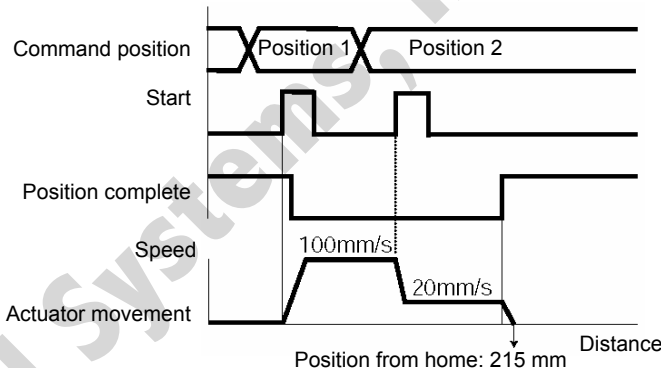 Command position
Position 1
Position 2
Start
Position complete
Speed
100mm/s
20mm/s
Actuator movement
Distance
Position from home: 215 mm
Systems,